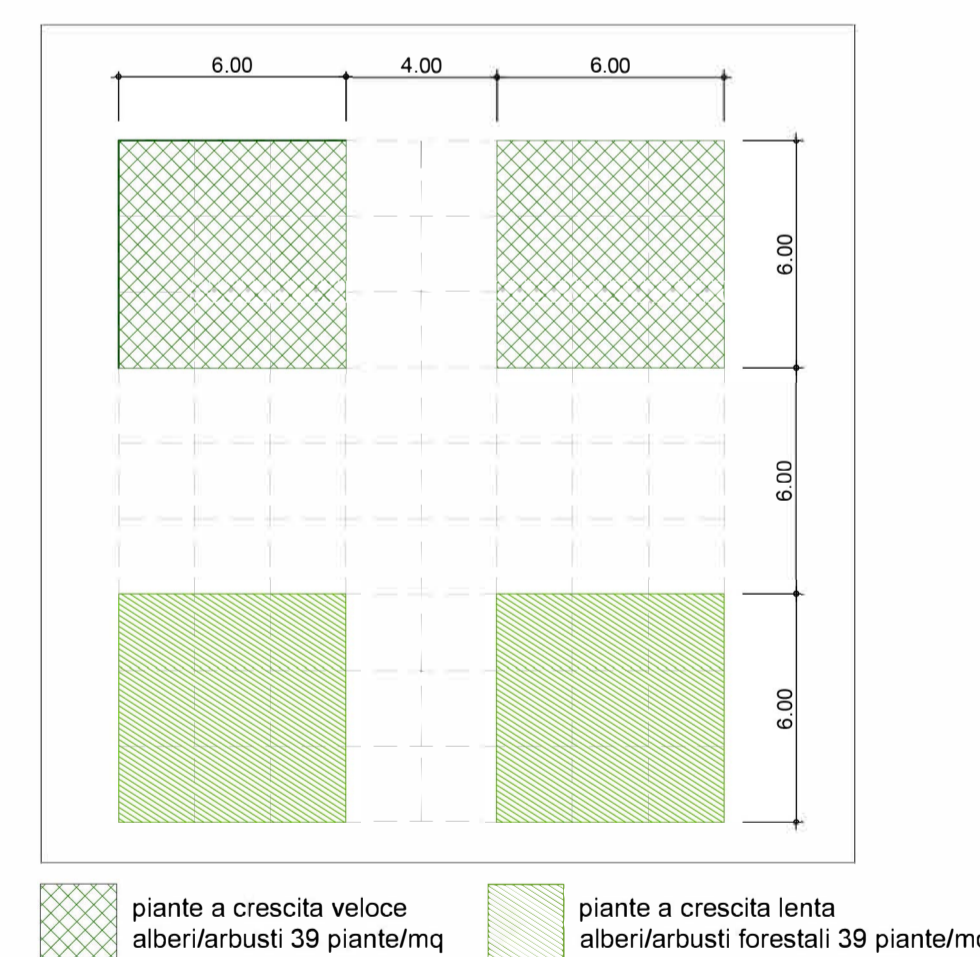 6.00 4.00 6.00
6.00
6.00
6.00
piante a crescita veloce
alberi/arbusti 39 piante/mq
piante a crescita lenta
alberi/arbusti forestali 39 piante/mq